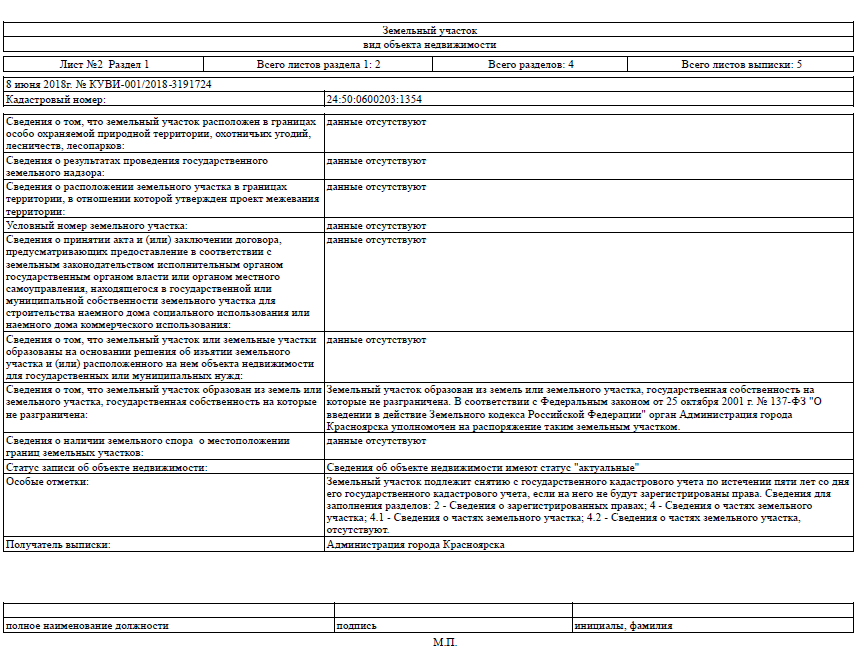 Земельный участок
вид объекта недвижимости
Лист №2 Раздел 1
Всего листов раздела 1: 2
Всего разделов: 4
Всего листов выписки: 5
8 июня 2018г. № КУВИ-001/2018-3191724
Кадастровый номер:
24:50:0600203:1354
Сведения о том, что земельный участок расположен в границах
особо охраняемой природной территории, охотничьих угодий,
лесничеств, лесопарков:
данные отсутствуют
Сведения о результатах проведения государственного
земельного надзора:
данные отсутствуют
Сведения о расположении земельного участка в границах
территории, в отношении которой утвержден проект межевания
территории:
данные отсутствуют
Условный номер земельного участка:
данные отсутствуют
Сведения о принятии акта и (или) заключении договора,
предусматривающих предоставление в соответствии с
земельным законодательством исполнительным органом
государственным органом власти или органом местного
самоуправления, находящегося в государственной или
муниципальной собственности земельного участка для
строительства наемного дома социального использования или
наемного дома коммерческого использования:
данные отсутствуют
Сведения о том, что земельный участок или земельные участки
образованы на основании решения об изъятии земельного
участка и (или) расположенного на нем объекта недвижимости
для государственных или муниципальных нужд:
данные отсутствуют
Сведения о том, что земельный участок образован из земель или
земельного участка, государственная собственность на которые
не разграничена:
Земельный участок образован из земель или земельного участка, государственная собственность на
которые не разграничена. В соответствии с Федеральным законом от 25 октября 2001 г. № 137-ФЗ "О
введении в действие Земельного кодекса Российской Федерации" орган Администрация города
Красноярска уполномочен на распоряжение таким земельным участком.
Сведения о наличии земельного спора о местоположении
границ земельных участков:
данные отсутствуют
Статус записи об объекте недвижимости:
Сведения об объекте недвижимости имеют статус "актуальные"
Особые отметки:
Земельный участок подлежит снятию с государственного кадастрового учета по истечении пяти лет со дня
его государственного кадастрового учета, если на него не будут зарегистрированы права. Сведения для
заполнения разделов: 2 - Сведения о зарегистрированных правах; 4 - Сведения о частях земельного
участка; 4.1 - Сведения о частях земельного участка; 4.2 - Сведения о частях земельного участка,
отсутствуют.
Получатель выписки:
Администрация города Красноярска
полное наименование должности
подпись
инициалы, фамилия
М.П.